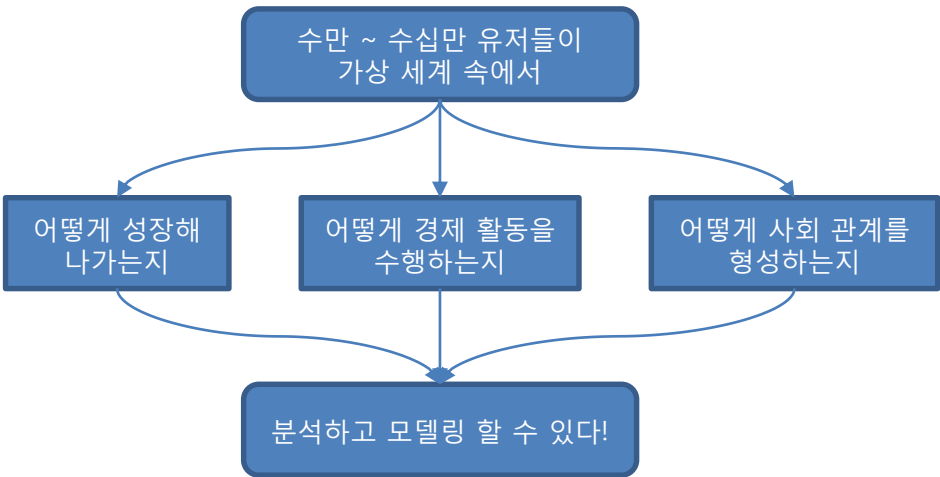 수만 ~ 수십만 유저들이
가상 세계 속에서
어떻게 성장해
나가는지
어떻게 경제 활동을
수행하는지
어떻게 사회 관계를
형성하는지
분석하고 모델링 할 수 있다!